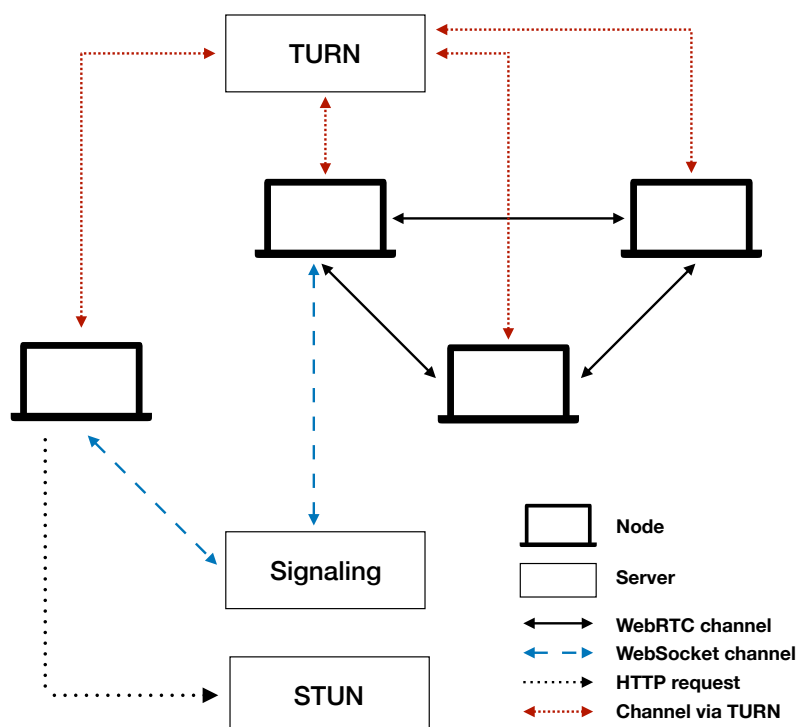 TURN
Signaling
STUN
Node
Server
WebRTC channel
WebSocket channel
HTTP request
Channel via TURN